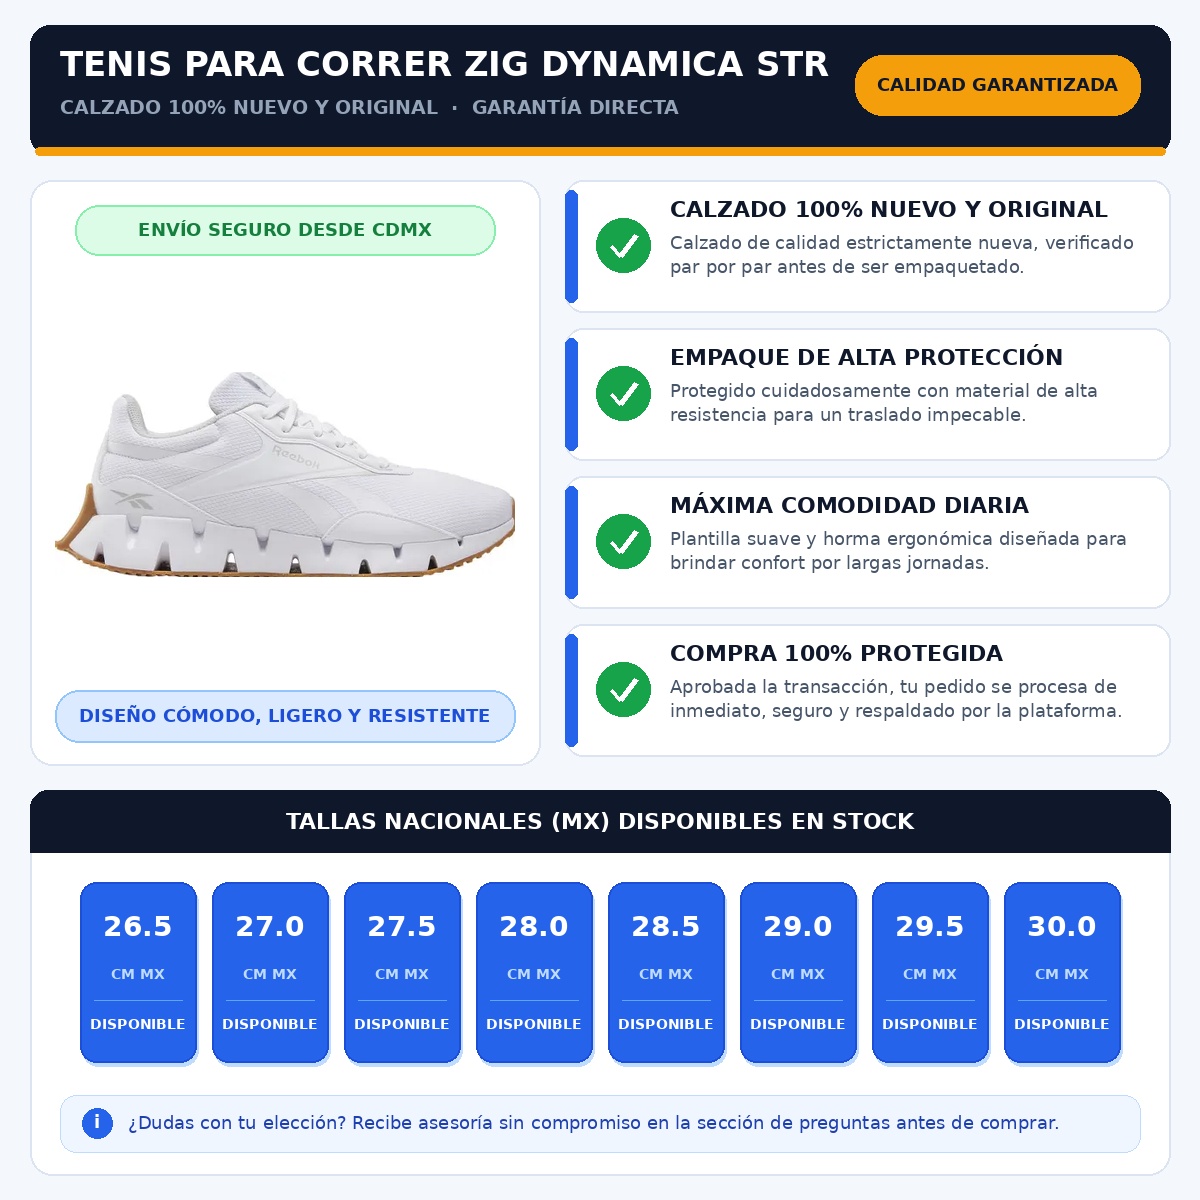 TENIS PARA CORRER ZIG DYNAMICA STR
CALZADO 100% NUEVO Y ORIGINAL · GARANTÍA DIRECTA
CALIDAD GARANTIZADA
ENVÍO SEGURO DESDE CDMX
Reebok
DISEÑO CÓMODO, LIGERO Y RESISTENTE
CALZADO 100% NUEVO Y ORIGINAL
Calzado de calidad estrictamente nueva, verificado
par por par antes de ser empaquetado.
EMPAQUE DE ALTA PROTECCIÓN
Protegido cuidadosamente con material de alta
resistencia para un traslado impecable.
MÁXIMA COMODIDAD DIARIA
Plantilla suave y horma ergonómica diseñada para
brindar confort por largas jornadas.
COMPRA 100% PROTEGIDA
Aprobada la transacción, tu pedido se procesa de
inmediato, seguro y respaldado por la plataforma.
TALLAS NACIONALES (MX) DISPONIBLES EN STOCK
26.5 27.0 27.5 28.0 28.5 29.0 29.5 30.0
CM MX CM MX CM MX CM MX CM MX CM MX CM MX CM MX
DISPONIBLE DISPONIBLE DISPONIBLE DISPONIBLE DISPONIBLE DISPONIBLE DISPONIBLE DISPONIBLE
i ¿Dudas con tu elección? Recibe asesoría sin compromiso en la sección de preguntas antes de comprar.